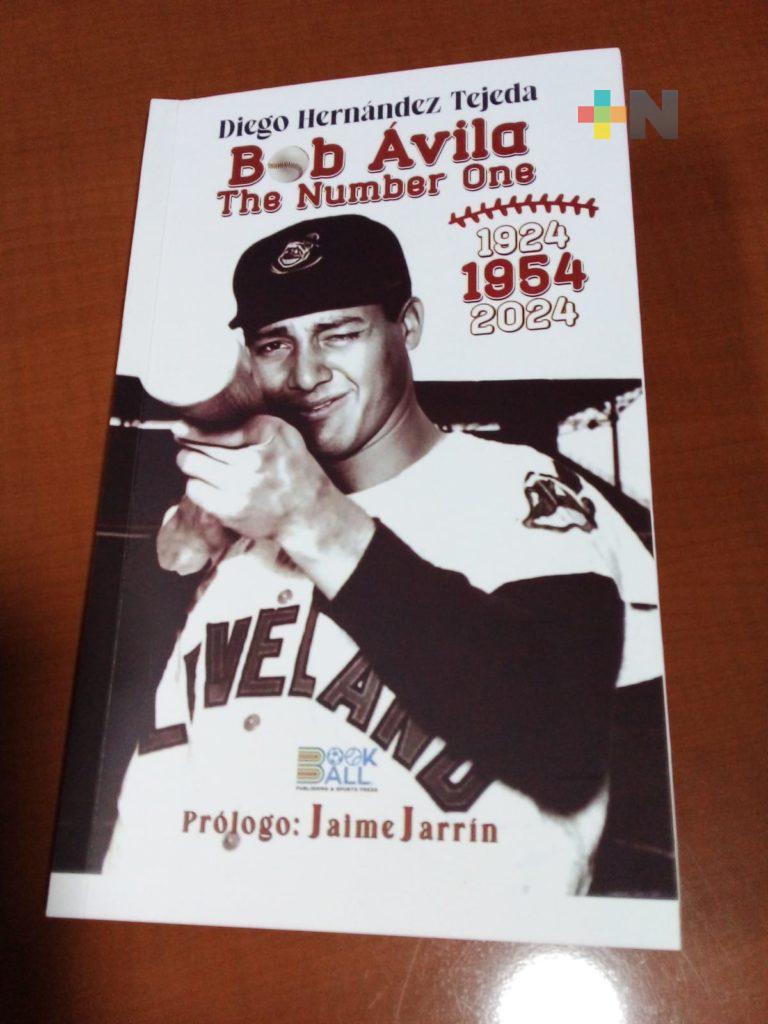 +N
Diego Hernández Tejeda
Bob Ávila
The Number One
1924
1954
2024
CLEVELAND
BOOK
BALL
PUBLISHING & SPORTS PRESS
Prólogo: Jaime Jarrín